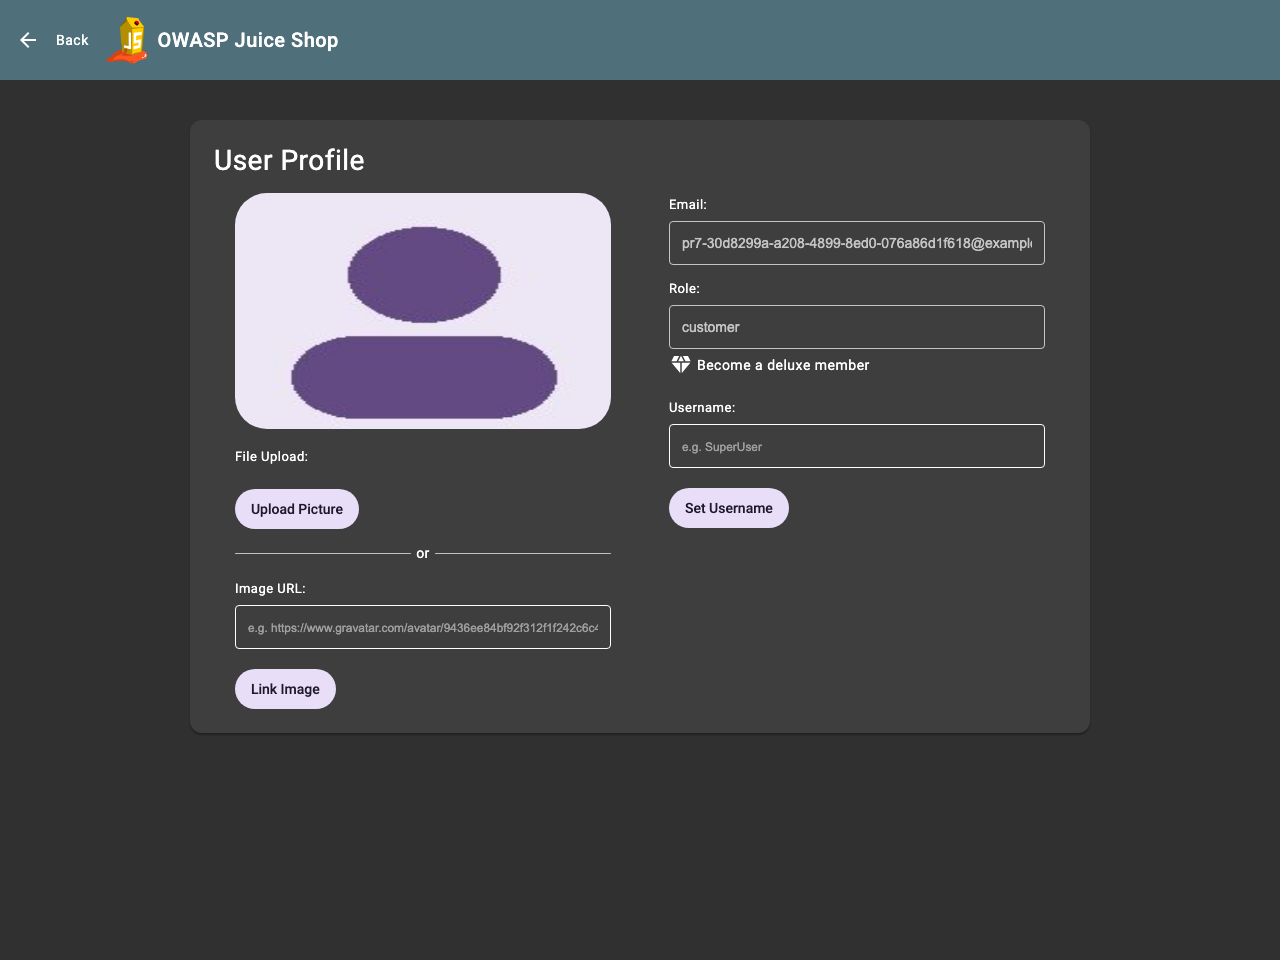 Back
OWASP Juice Shop
User Profile
File Upload:
Upload Picture
or
Image URL:
e.g. https://www.gravatar.com/avatar/9436ee84bf92f312f1f242c6c4
Link Image
Email:
pr7-30d8299a-a208-4899-8ed0-076a86d1f618@example
Role:
customer
Become a deluxe member
Username:
e.g. SuperUser
Set Username